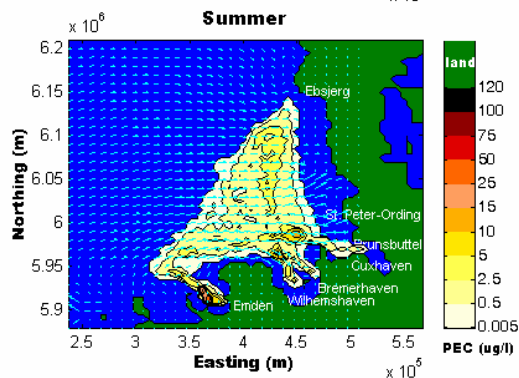 Summer
x 10⁶
6.2
6.15
6.1
6.05
6
5.95
5.9
Northing (m)
2.5
3
3.5
4
4.5
5
5.5
Easting (m)
x 10⁵
Ebsjerg
St. Peter-Ording
Brunsbuttel
Cuxhaven
Bremerhaven
Wilhemshaven
Emden
land
120
100
75
50
25
15
10
5
2.5
0.5
0.005
PEC (ug/l)